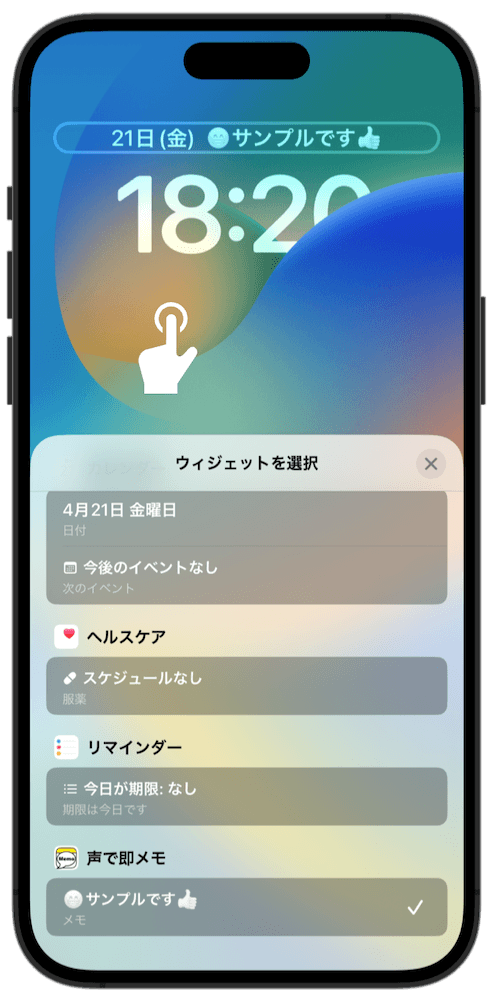 21日 (金) 😁サンプルです👍
18:20
ウィジェットを選択
4月21日 金曜日
日付
今後のイベントなし
次のイベント
ヘルスケア
スケジュールなし
服薬
リマインダー
今日が期限: なし
期限は今日です
Memo
声で即メモ
😁サンプルです👍
メモ